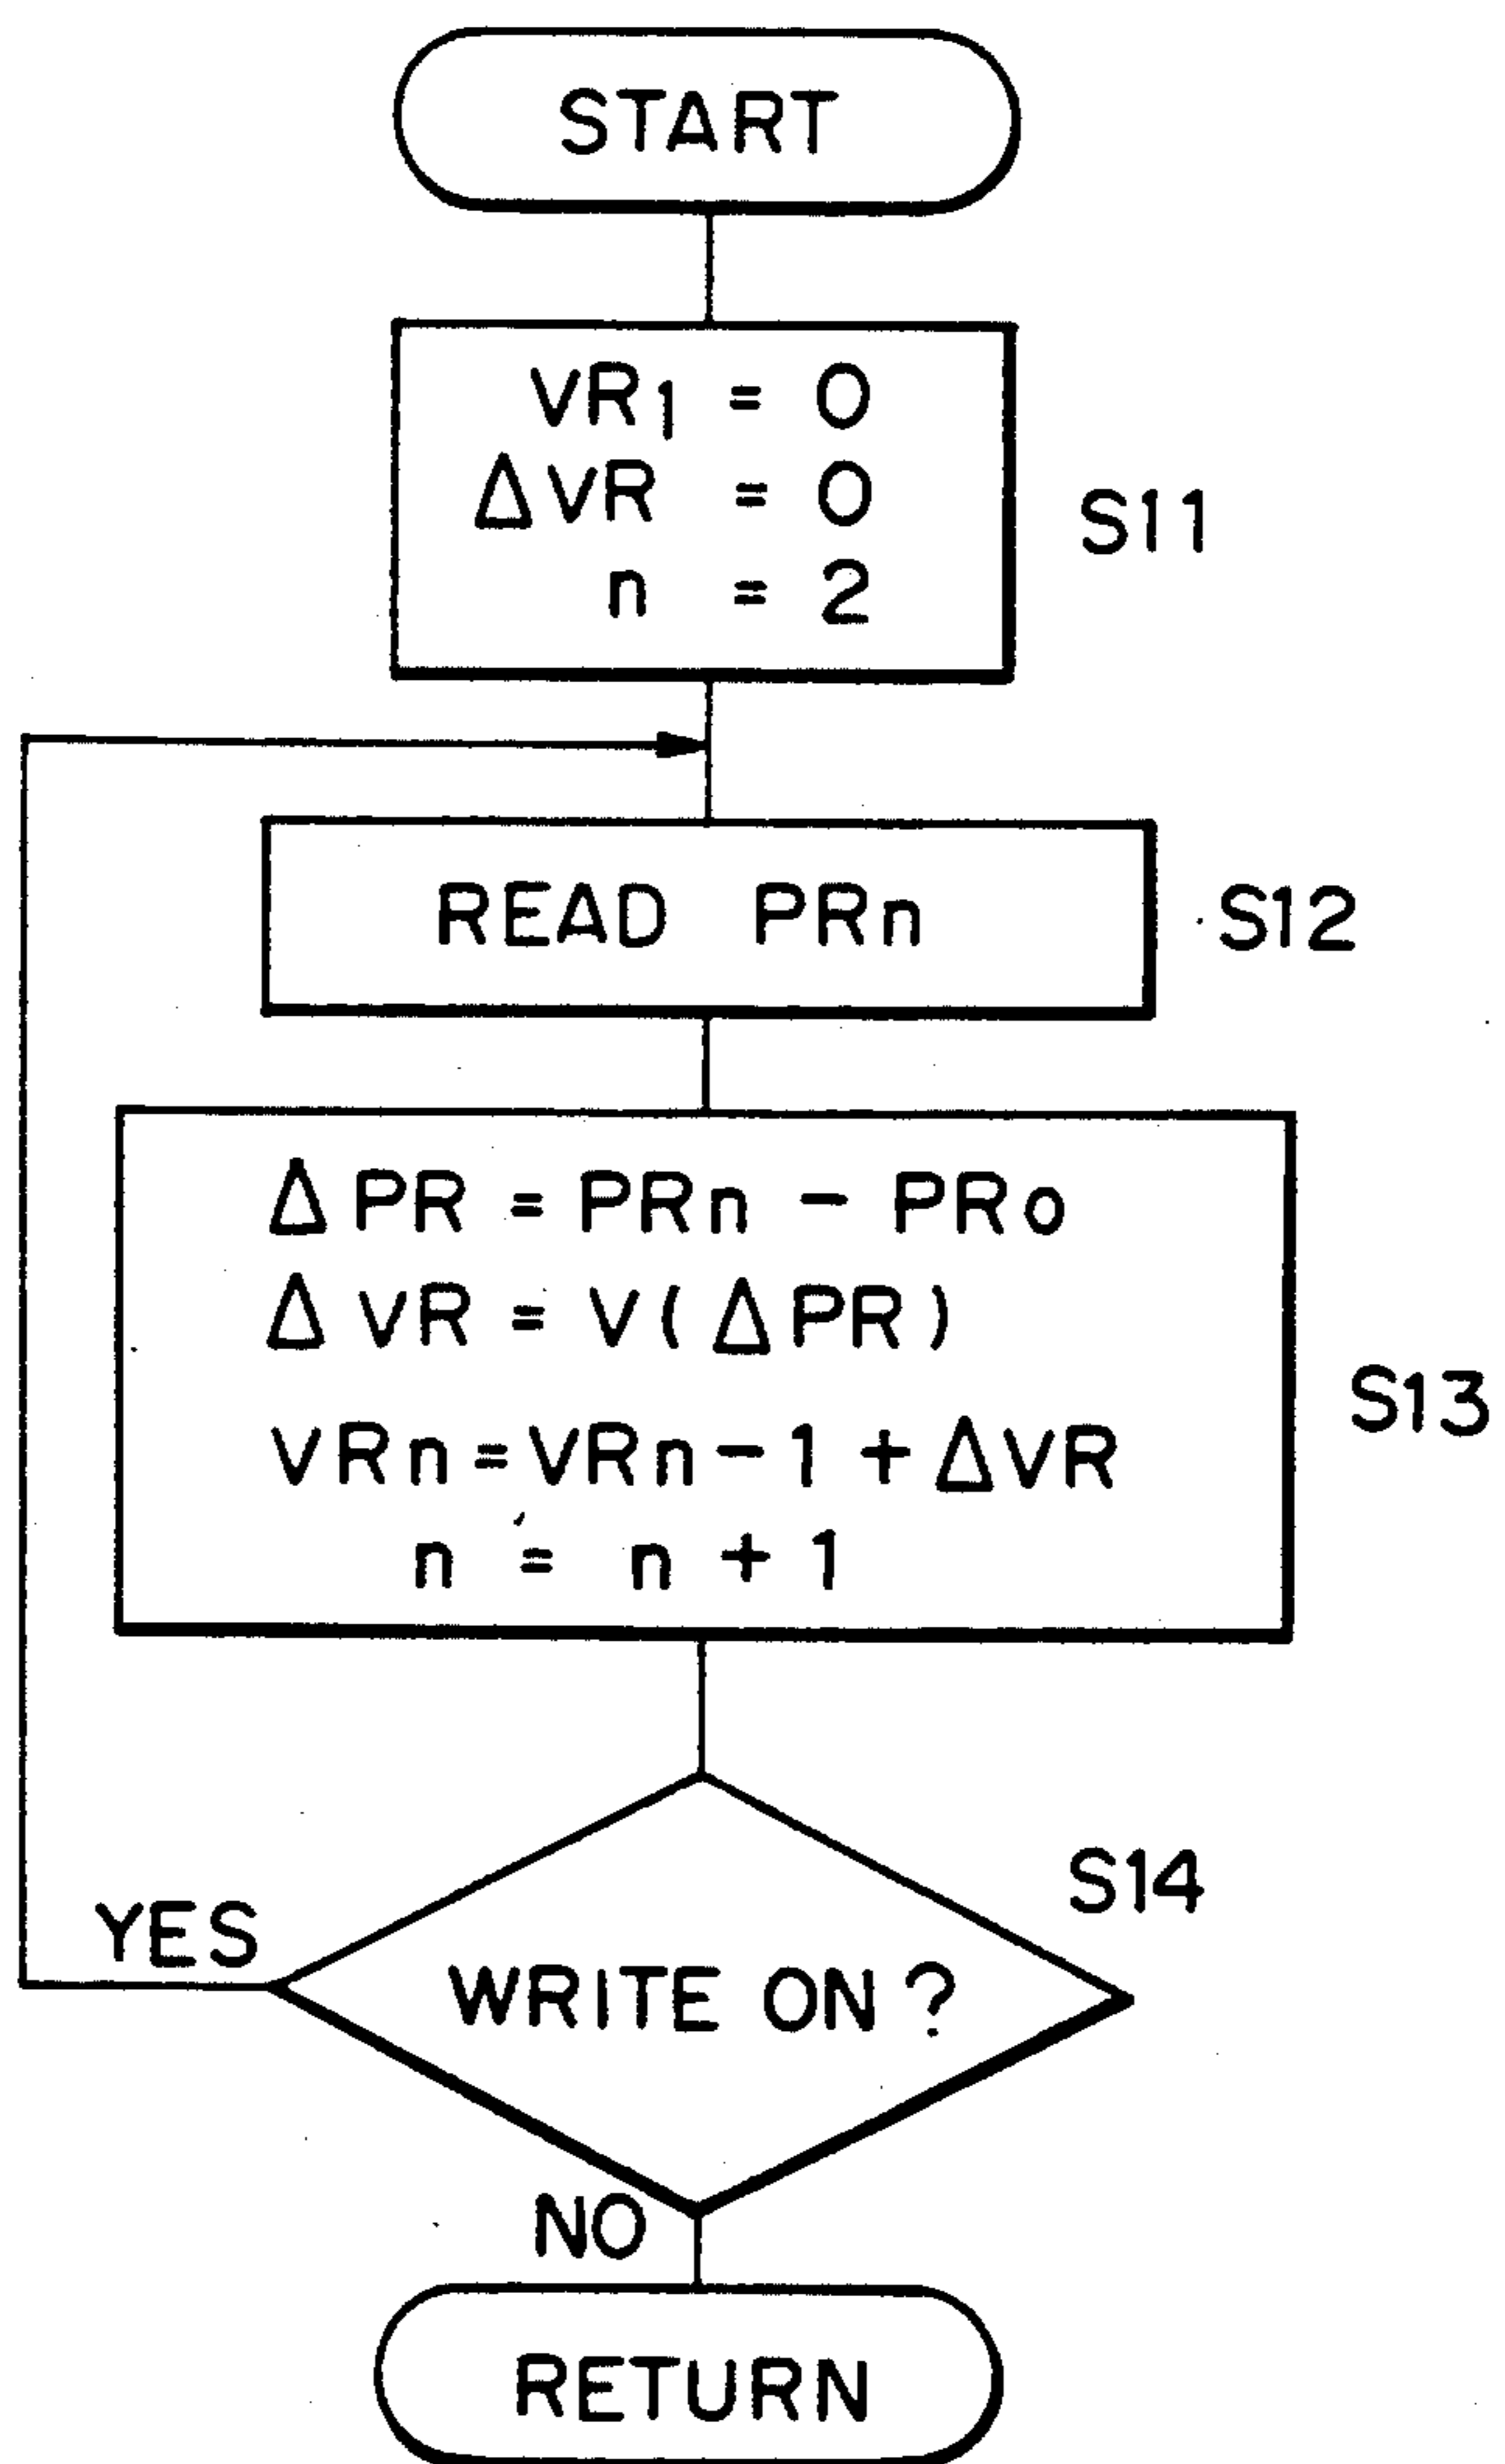 START
VR1 = 0
ΔVR = 0
n = 2
S11
READ PRn
S12
ΔPR = PRn - PRo
ΔVR = V(ΔPR)
VRn = VRn-1 + ΔVR
n = n + 1
S13
S14
YES
WRITE ON?
NO
RETURN